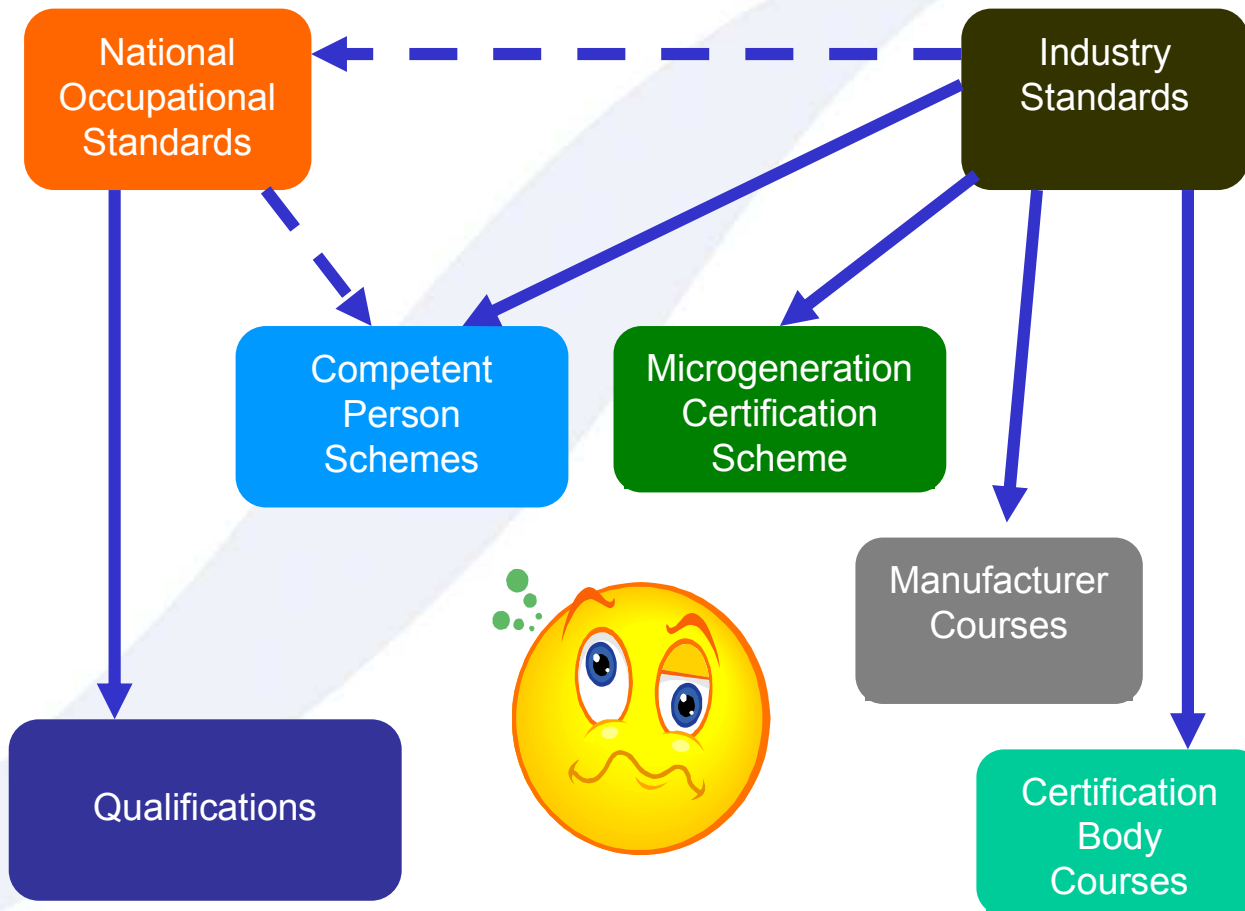 National
Occupational
Standards
Industry
Standards
Competent
Person
Schemes
Microgeneration
Certification
Scheme
Manufacturer
Courses
Qualifications
Certification
Body
Courses